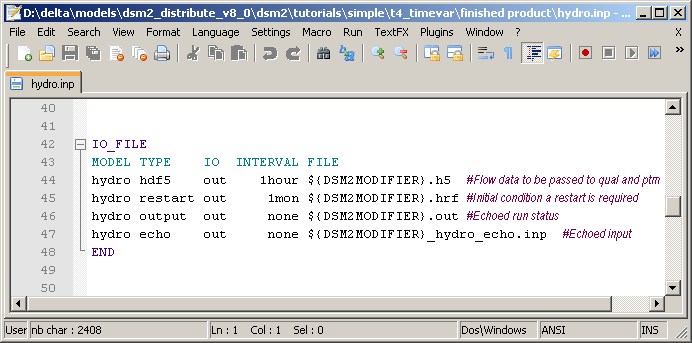 D:\delta\models\dsm2_distribute_v8_0\dsm2\tutorials\simple\t4_timevar\finished product\hydro.inp - ...
File Edit Search View Format Language Settings Macro Run TextFX Plugins Window ? X
hydro.inp
40
41
42 IO_FILE
43 MODEL TYPE IO INTERVAL FILE
44 hydro hdf5 out 1hour ${DSM2MODIFIER}.h5 #Flow data to be passed to qual and ptm
45 hydro restart out 1mon ${DSM2MODIFIER}.hrf #Initial condition a restart is required
46 hydro output out none ${DSM2MODIFIER}.out #Echoed run status
47 hydro echo out none ${DSM2MODIFIER}_hydro_echo.inp #Echoed input
48 END
49
50
User nb char : 2408 Ln : 1 Col : 1 Sel : 0 Dos\Windows ANSI INS